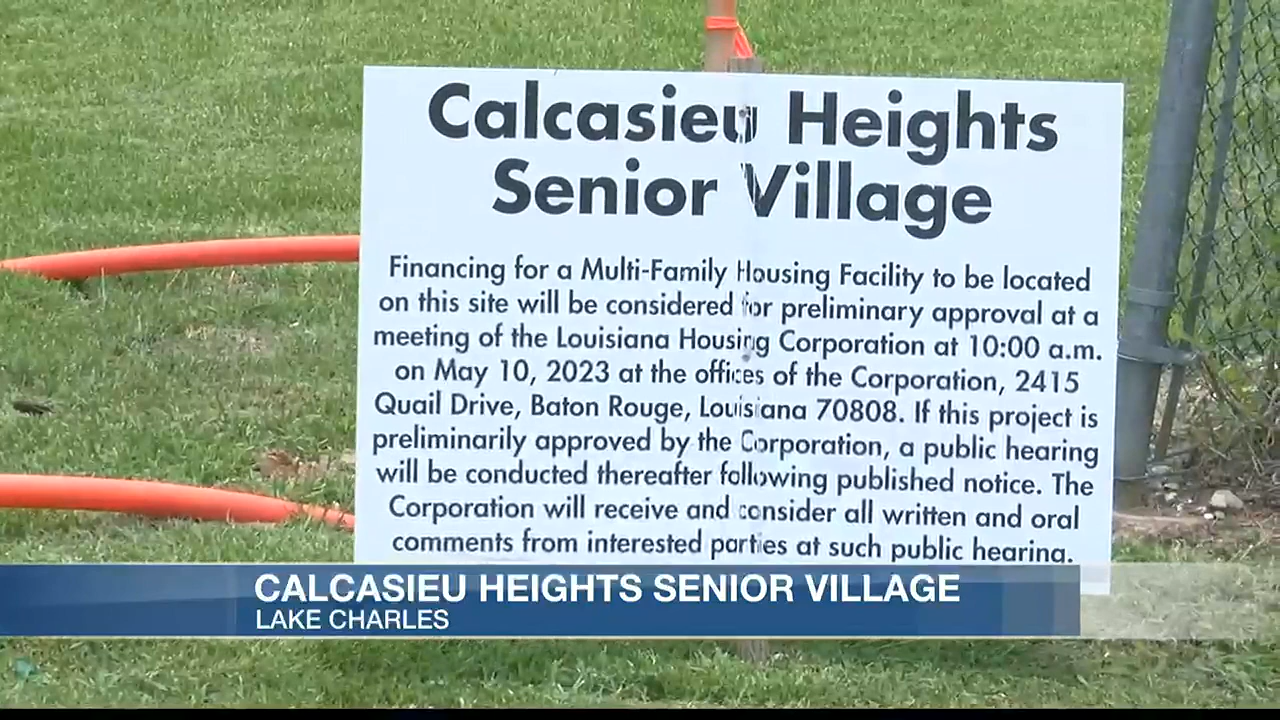 Calcasieu Heights
Senior Village
Financing for a Multi-Family Housing Facility to be located
on this site will be considered for preliminary approval at a
meeting of the Louisiana Housing Corporation at 10:00 a.m.
on May 10, 2023 at the offices of the Corporation, 2415
Quail Drive, Baton Rouge, Louisiana 70808. If this project is
preliminarily approved by the Corporation, a public hearing
will be conducted thereafter following published notice. The
Corporation will receive and consider all written and oral
comments from interested parties at such public hearing.
CALCASIEU HEIGHTS SENIOR VILLAGE
LAKE CHARLES